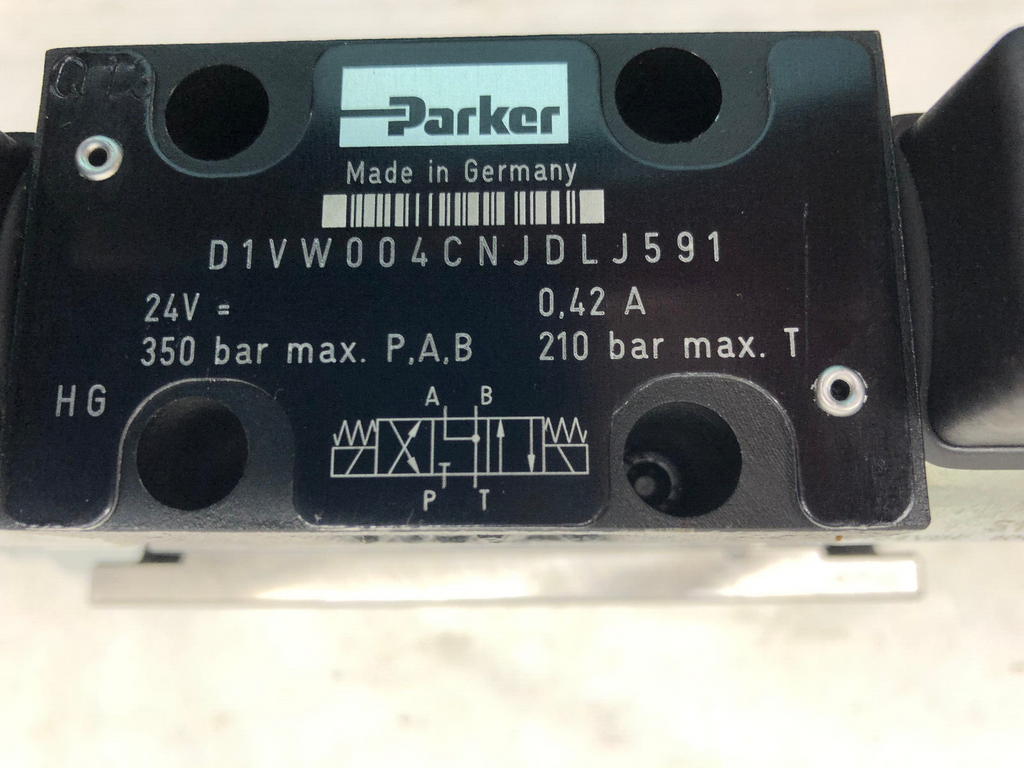 Parker
Made in Germany
D1VW004CNJDLJ591
24V = 0,42 A
350 bar max. P,A,B 210 bar max. T
HG
A B
P T